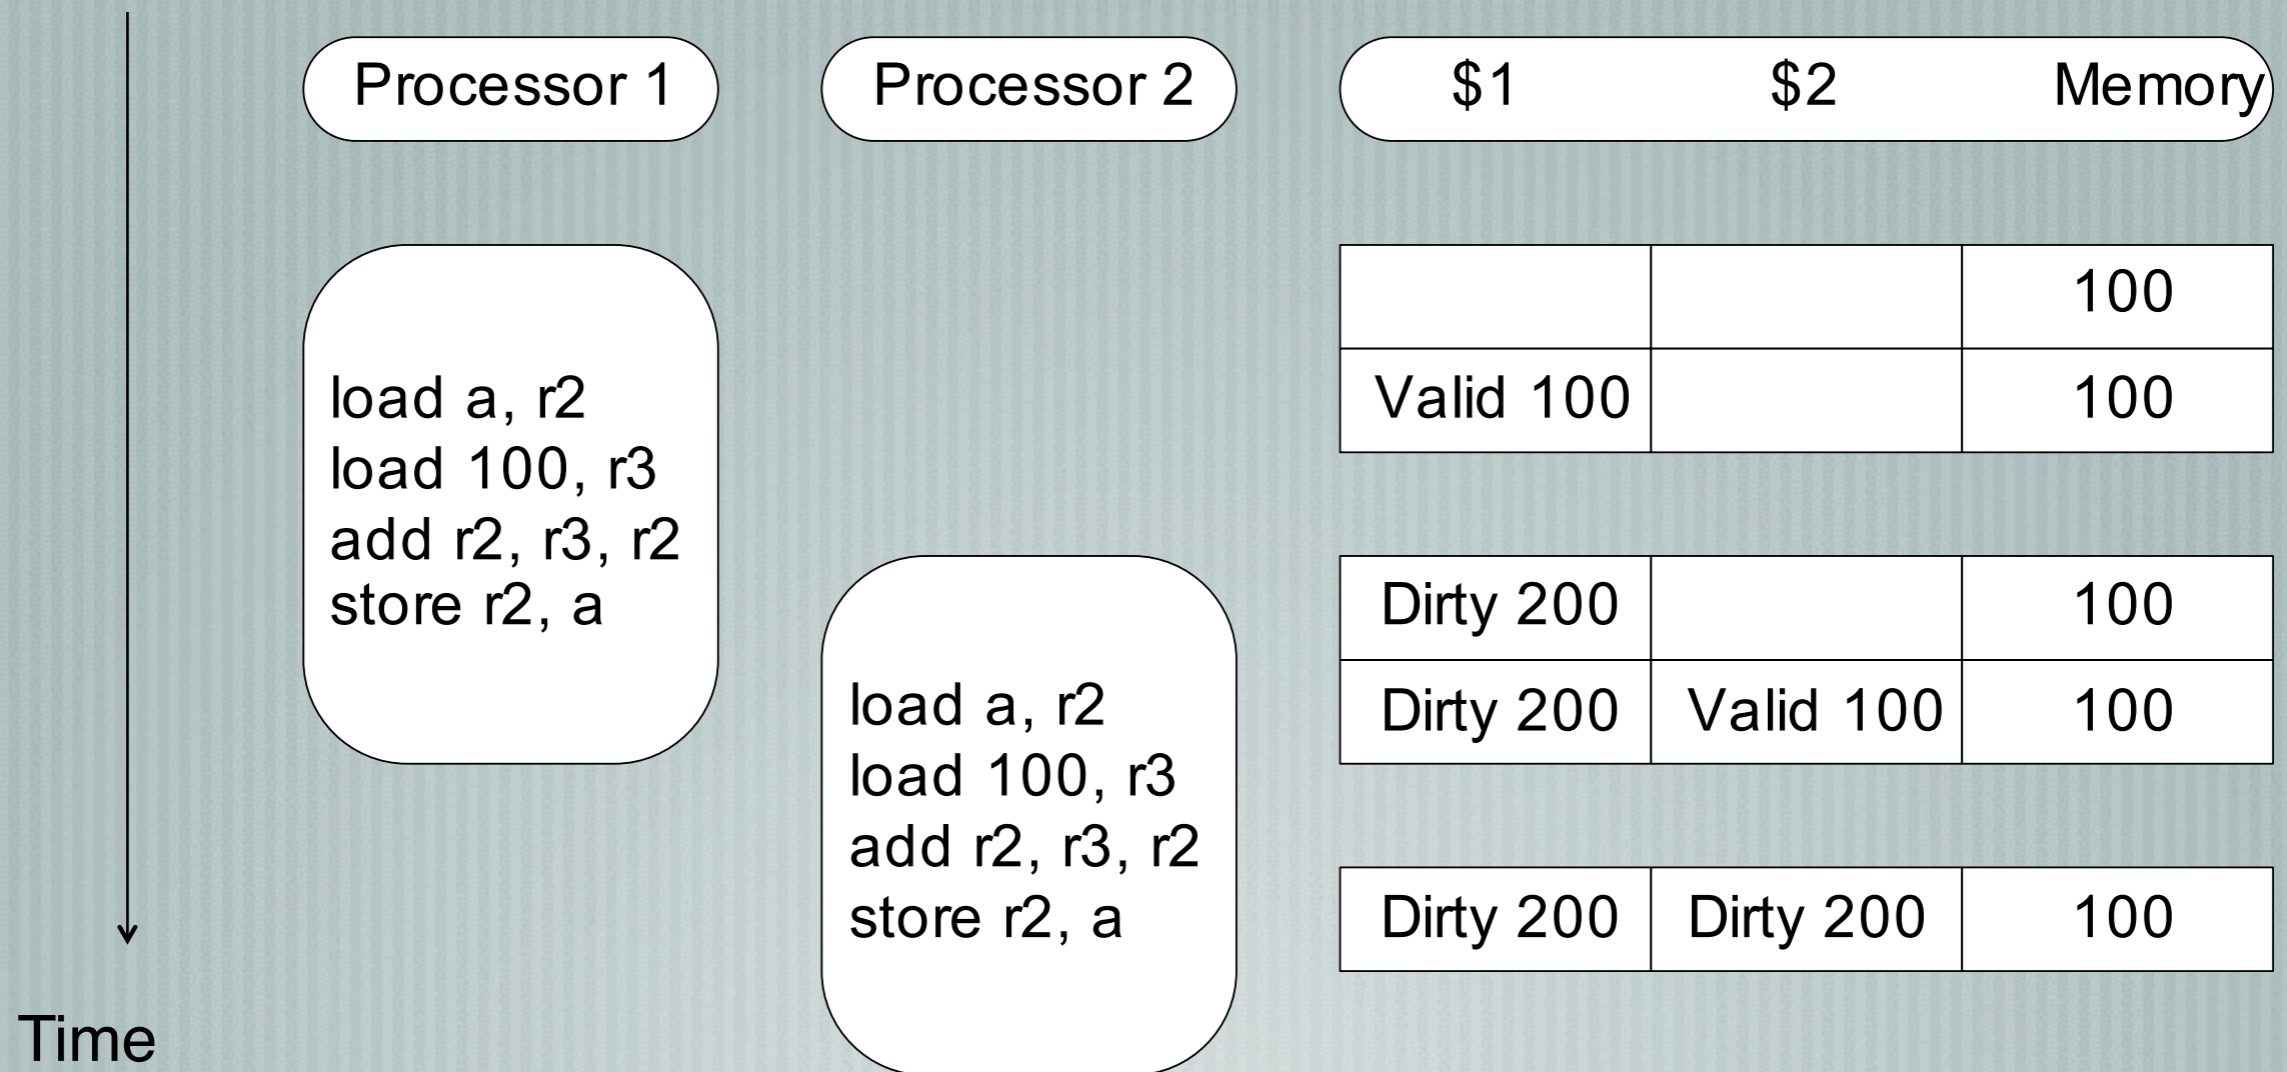 Processor 1
Processor 2
$1 $2 Memory
100
Valid 100 100
load a, r2
load 100, r3
add r2, r3, r2
store r2, a
Dirty 200 100
Dirty 200 Valid 100 100
load a, r2
load 100, r3
add r2, r3, r2
store r2, a
Dirty 200 Dirty 200 100
Time